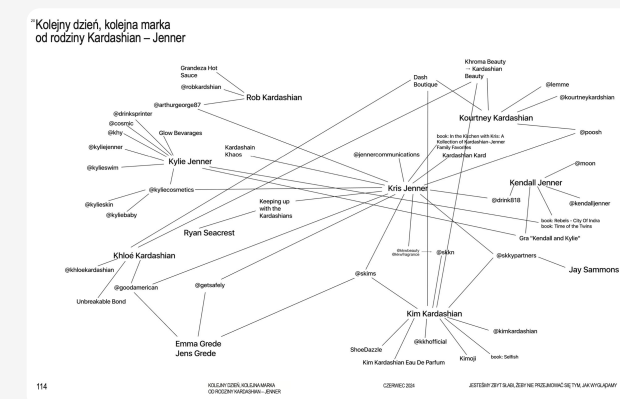 Kolejny dzień, kolejna marka
od rodziny Kardashian – Jenner
Grandeza Hot
Sauce
@robkardshian
Rob Kardashian
@arthurgeorge87
@drinksprinter
@cosmic
@khy
Glow Bevarages
@kyliejenner
Kylie Jenner
@kylieswim
Kardashain
Khaos
@kyliecosmetics
@kylieskin
@kyliebaby
Keeping up
with the
Kardashians
Ryan Seacrest
Khloé Kardashian
@khloekardashian
@goodamerican
@getsafely
Unbreakable Bond
Emma Grede
Jens Grede
Dash
Boutique
Khroma Beauty
→ Kardashian
Beauty
@lemme
@kourtneykardshian
Kourtney Kardashian
@poosh
book: In the Kitchen with Kris: A
Kollection of Kardashian-Jenner
Family Favorites
Kardashian Kard
@jennercommunications
Kris Jenner
@moon
Kendall Jenner
@drink818
@kendalljenner
book: Rebels - City Of Indra
book: Time of the Twins
Gra "Kendall and Kylie"
@skkn
@skkypartners
Jay Sammons
@skims
Kim Kardashian
@kimkardashian
@kkhofficial
ShoeDazzle
Kim Kardashian Eau De Parfum
Kimoji
book: Selfish
114
KOLEJNY DZIEŃ, KOLEJNA MARKA
OD RODZINY KARDASHIAN – JENNER
CZERWIEC 2024
JESTEŚMY ZBYT SŁABI, ŻEBY NIE PRZEJMOWAĆ SIĘ TYM, JAK WYGLĄDAMY